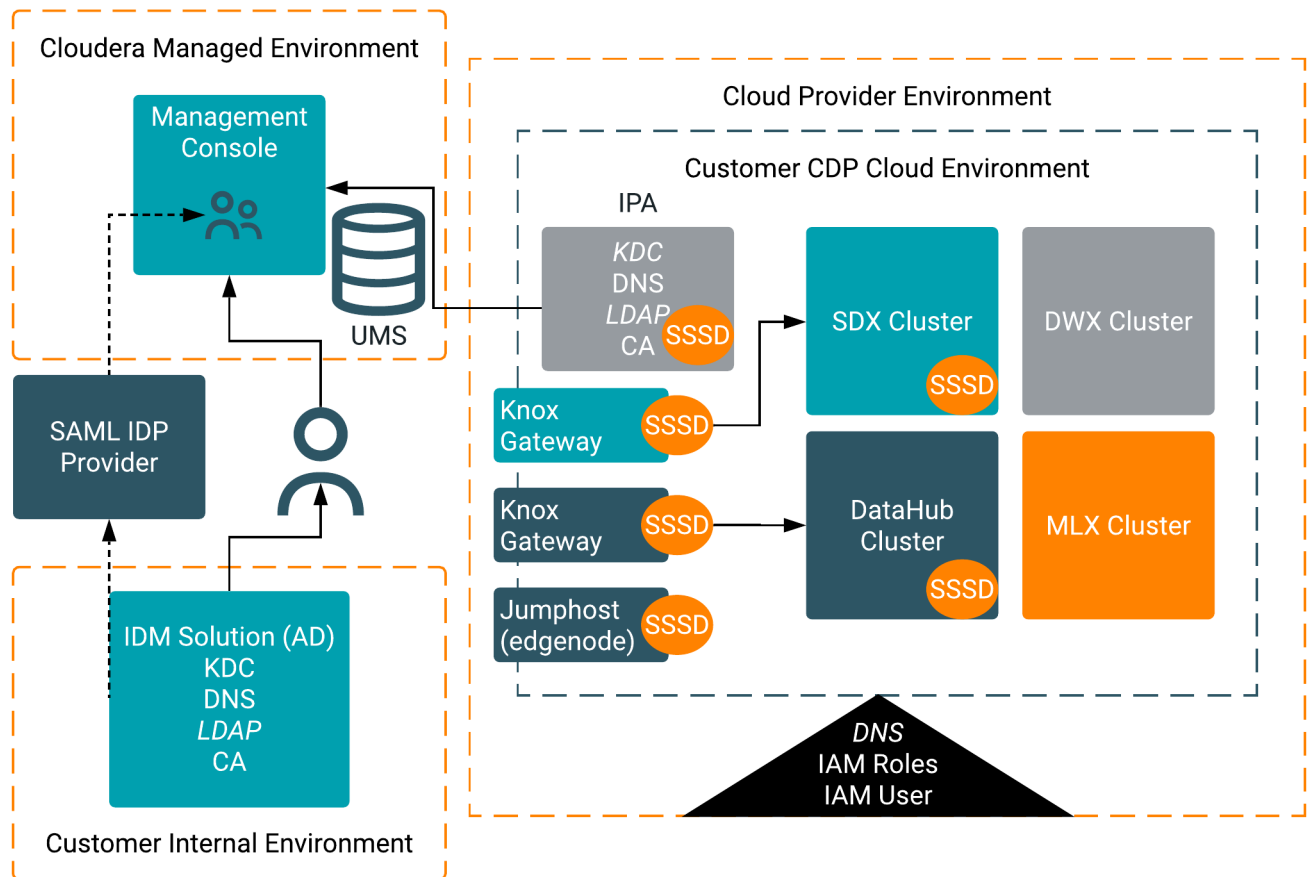 Cloudera Managed Environment
Management
Console
UMS
SAML IDP
Provider
IDM Solution (AD)
KDC
DNS
LDAP
CA
Customer Internal Environment
Cloud Provider Environment
Customer CDP Cloud Environment
IPA
KDC
DNS
LDAP
CA
SSSD
Knox
Gateway
SSSD
Knox
Gateway
SSSD
Jumphost
(edgenode)
SSSD
SDX Cluster
SSSD
DWX Cluster
DataHub
Cluster
SSSD
MLX Cluster
DNS
IAM Roles
IAM User